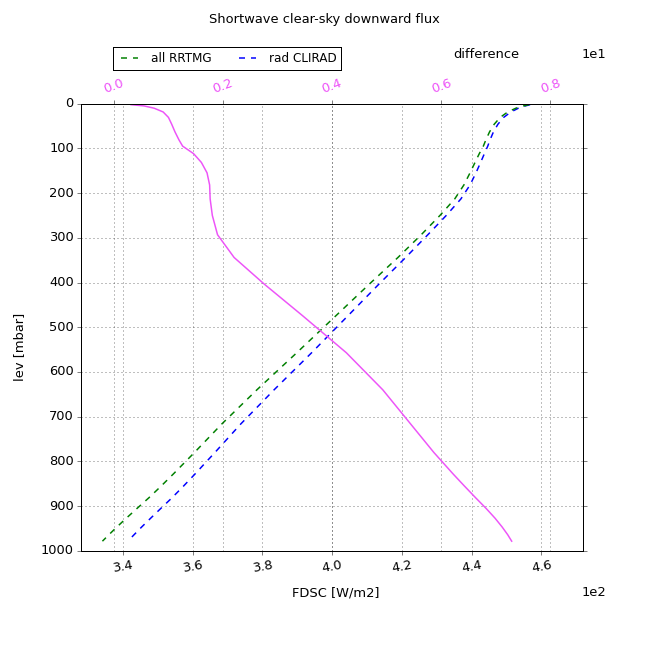 Shortwave clear-sky downward flux
all RRTMG rad CLIRAD
difference 1e1
0.0 0.2 0.4 0.6 0.8
0
100
200
300
400
500
600
700
800
900
1000
lev [mbar]
3.4 3.6 3.8 4.0 4.2 4.4 4.6
FDSC [W/m2] 1e2